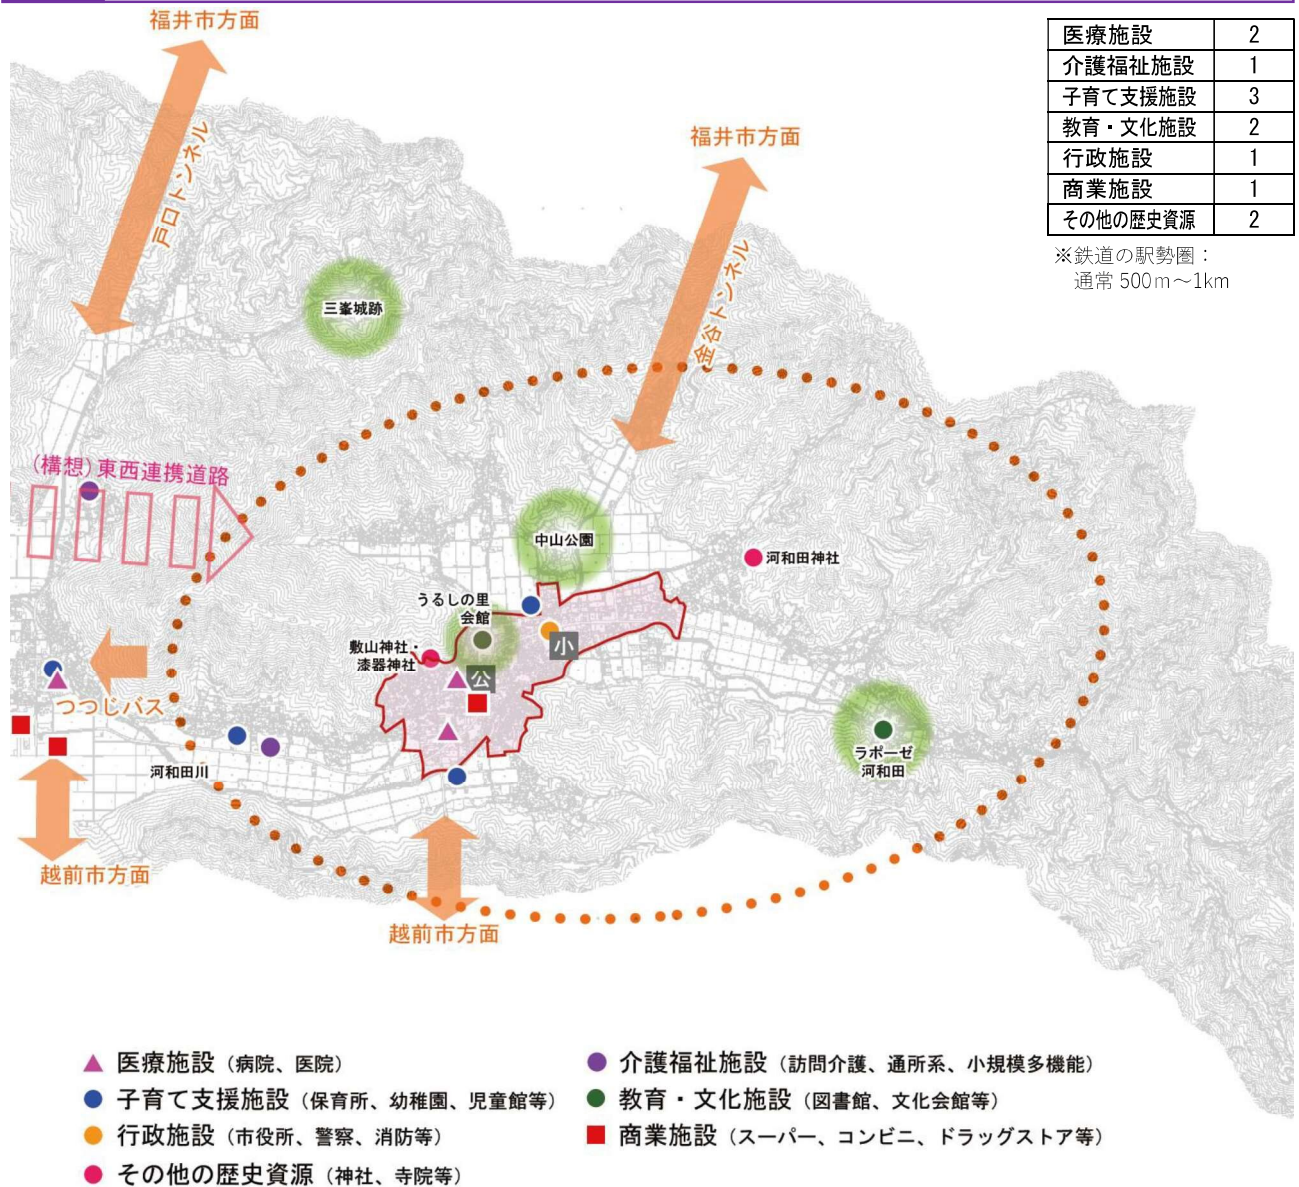 福井市方面
医療施設 2
介護福祉施設 1
子育て支援施設 3
教育・文化施設 2
行政施設 1
商業施設 1
その他の歴史資源 2
※鉄道の駅勢圏：
通常 500ｍ～1km
福井市方面
戸口トンネル
金谷トンネル
三峯城跡
(構想)東西連携道路
中山公園
河和田神社
うるしの里
会館
小
敷山神社・
漆器神社
公
つつじバス
ラポーゼ
河和田
河和田川
越前市方面
越前市方面
医療施設（病院、医院）
介護福祉施設（訪問介護、通所系、小規模多機能）
子育て支援施設（保育所、幼稚園、児童館等）
教育・文化施設（図書館、文化会館等）
行政施設（市役所、警察、消防等）
商業施設（スーパー、コンビニ、ドラッグストア等）
その他の歴史資源（神社、寺院等）